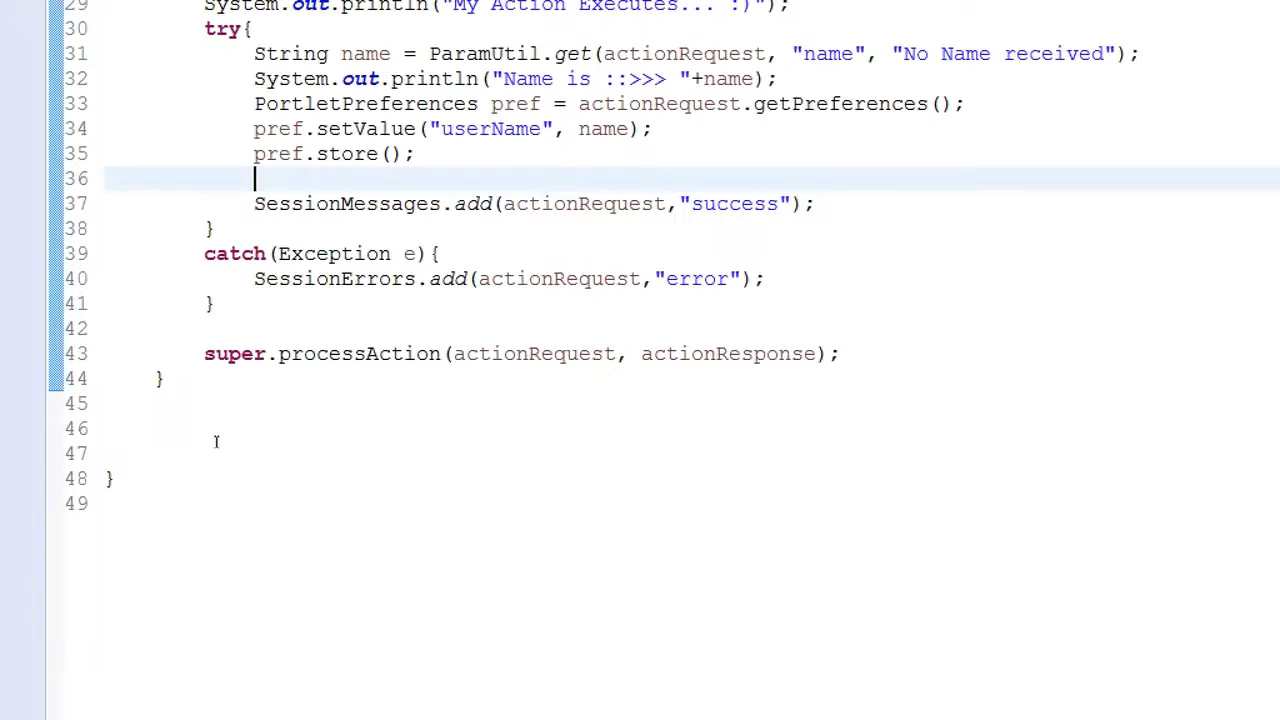 29 System.out.println("My Action Executes... :)");
30 try{
31 String name = ParamUtil.get(actionRequest, "name", "No Name received");
32 System.out.println("Name is ::>>> "+name);
33 PortletPreferences pref = actionRequest.getPreferences();
34 pref.setValue("userName", name);
35 pref.store();
36
37 SessionMessages.add(actionRequest,"success");
38 }
39 catch(Exception e){
40 SessionErrors.add(actionRequest,"error");
41 }
42
43 super.processAction(actionRequest, actionResponse);
44 }
45
46
47
48 }
49